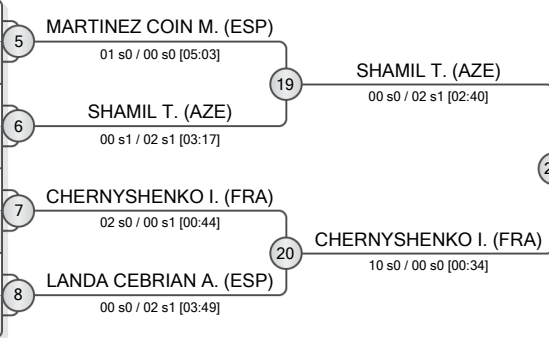 MARTINEZ COIN M. (ESP)
5
01 s0 / 00 s0 [05:03]
19
SHAMIL T. (AZE)
00 s0 / 02 s1 [02:40]
SHAMIL T. (AZE)
6
00 s1 / 02 s1 [03:17]
CHERNYSHENKO I. (FRA)
7
02 s0 / 00 s1 [00:44]
20
CHERNYSHENKO I. (FRA)
10 s0 / 00 s0 [00:34]
LANDA CEBRIAN A. (ESP)
8
00 s0 / 02 s1 [03:49]